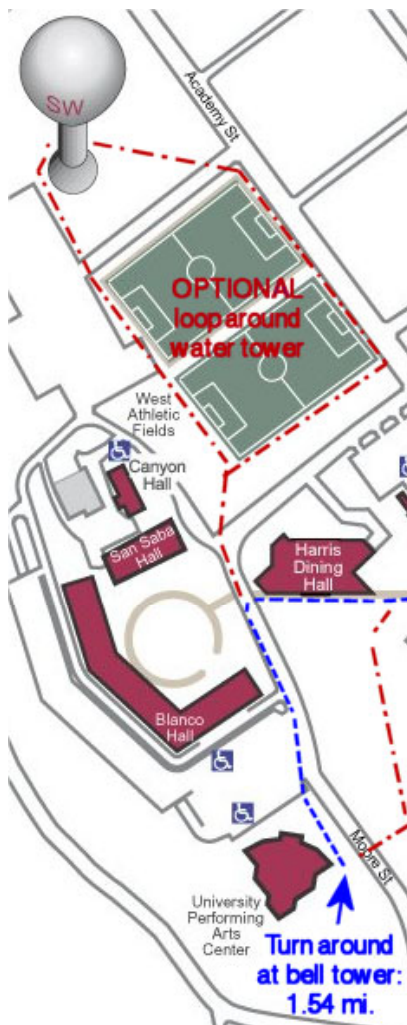 SW
Academy St
OPTIONAL
loop around
water tower
West
Athletic
Fields
Canyon
Hall
San Saba
Hall
Harris
Dining
Hall
Blanco
Hall
Moore St
University
Performing
Arts
Center
Turn around
at bell tower:
1.54 mi.